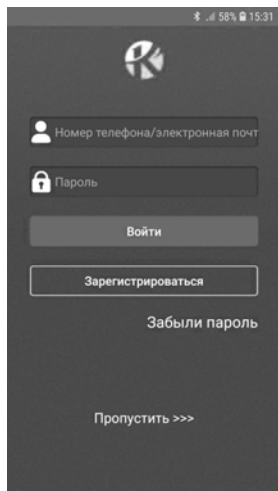 58% 15:31
Номер телефона/электронная почт
Пароль
Войти
Зарегистрироваться
Забыли пароль
Пропустить >>>